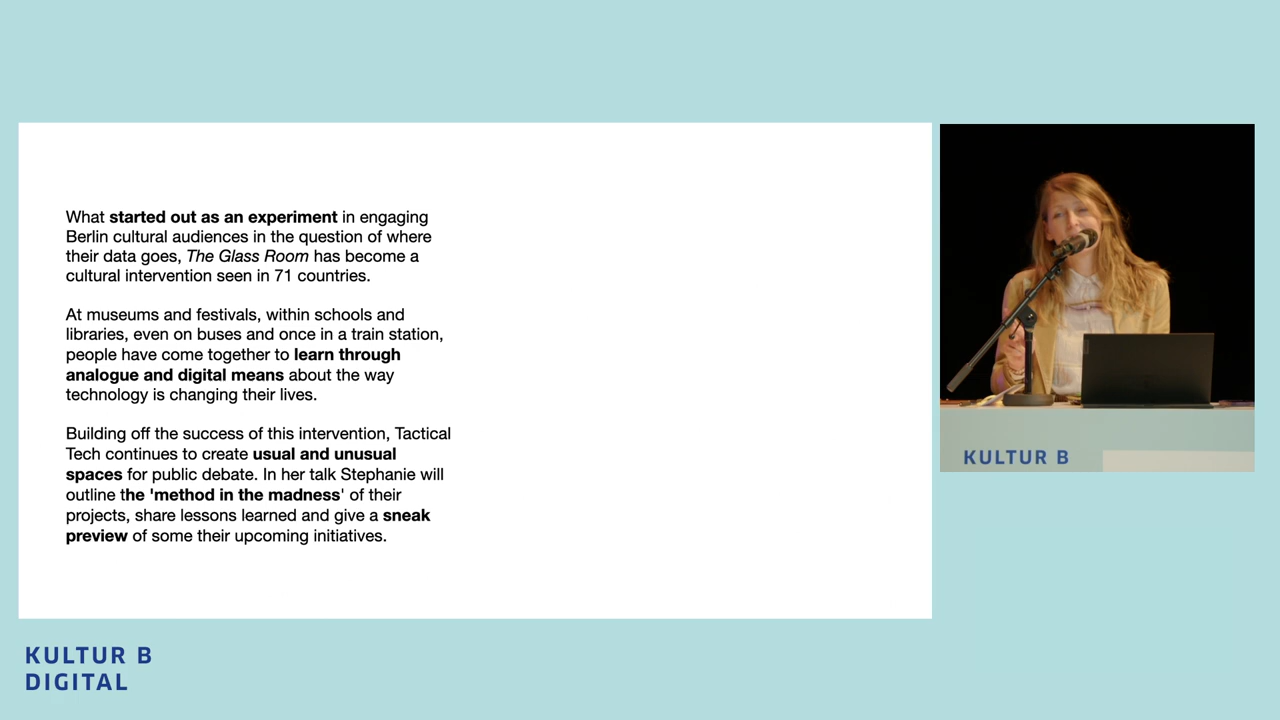 What started out as an experiment in engaging
Berlin cultural audiences in the question of where
their data goes, The Glass Room has become a
cultural intervention seen in 71 countries.
At museums and festivals, within schools and
libraries, even on buses and once in a train station,
people have come together to learn through
analogue and digital means about the way
technology is changing their lives.
Building off the success of this intervention, Tactical
Tech continues to create usual and unusual
spaces for public debate. In her talk Stephanie will
outline the 'method in the madness' of their
projects, share lessons learned and give a sneak
preview of some their upcoming initiatives.
KULTUR B
KULTUR B
DIGITAL